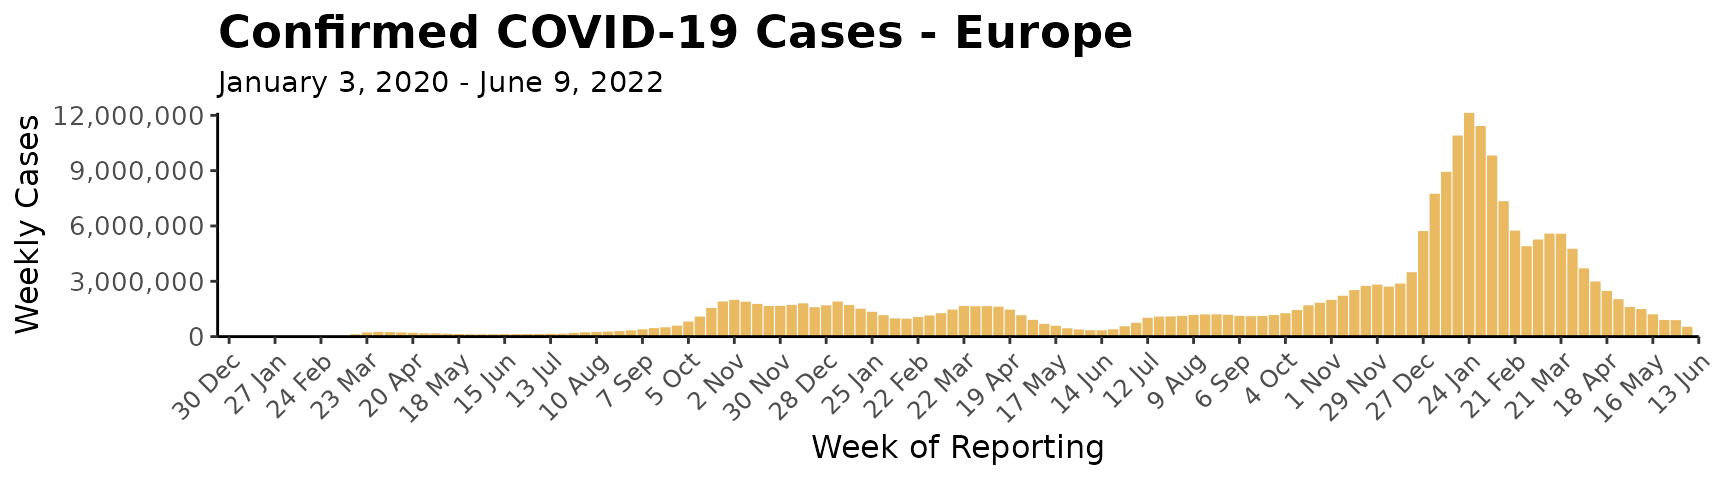 Confirmed COVID-19 Cases - Europe
January 3, 2020 - June 9, 2022
Weekly Cases
12,000,000
9,000,000
6,000,000
3,000,000
0
30 Dec
27 Jan
24 Feb
23 Mar
20 Apr
18 May
15 Jun
13 Jul
10 Aug
7 Sep
5 Oct
2 Nov
30 Nov
28 Dec
25 Jan
22 Feb
22 Mar
19 Apr
17 May
14 Jun
12 Jul
9 Aug
6 Sep
4 Oct
1 Nov
29 Nov
27 Dec
24 Jan
21 Feb
21 Mar
18 Apr
16 May
13 Jun
Week of Reporting